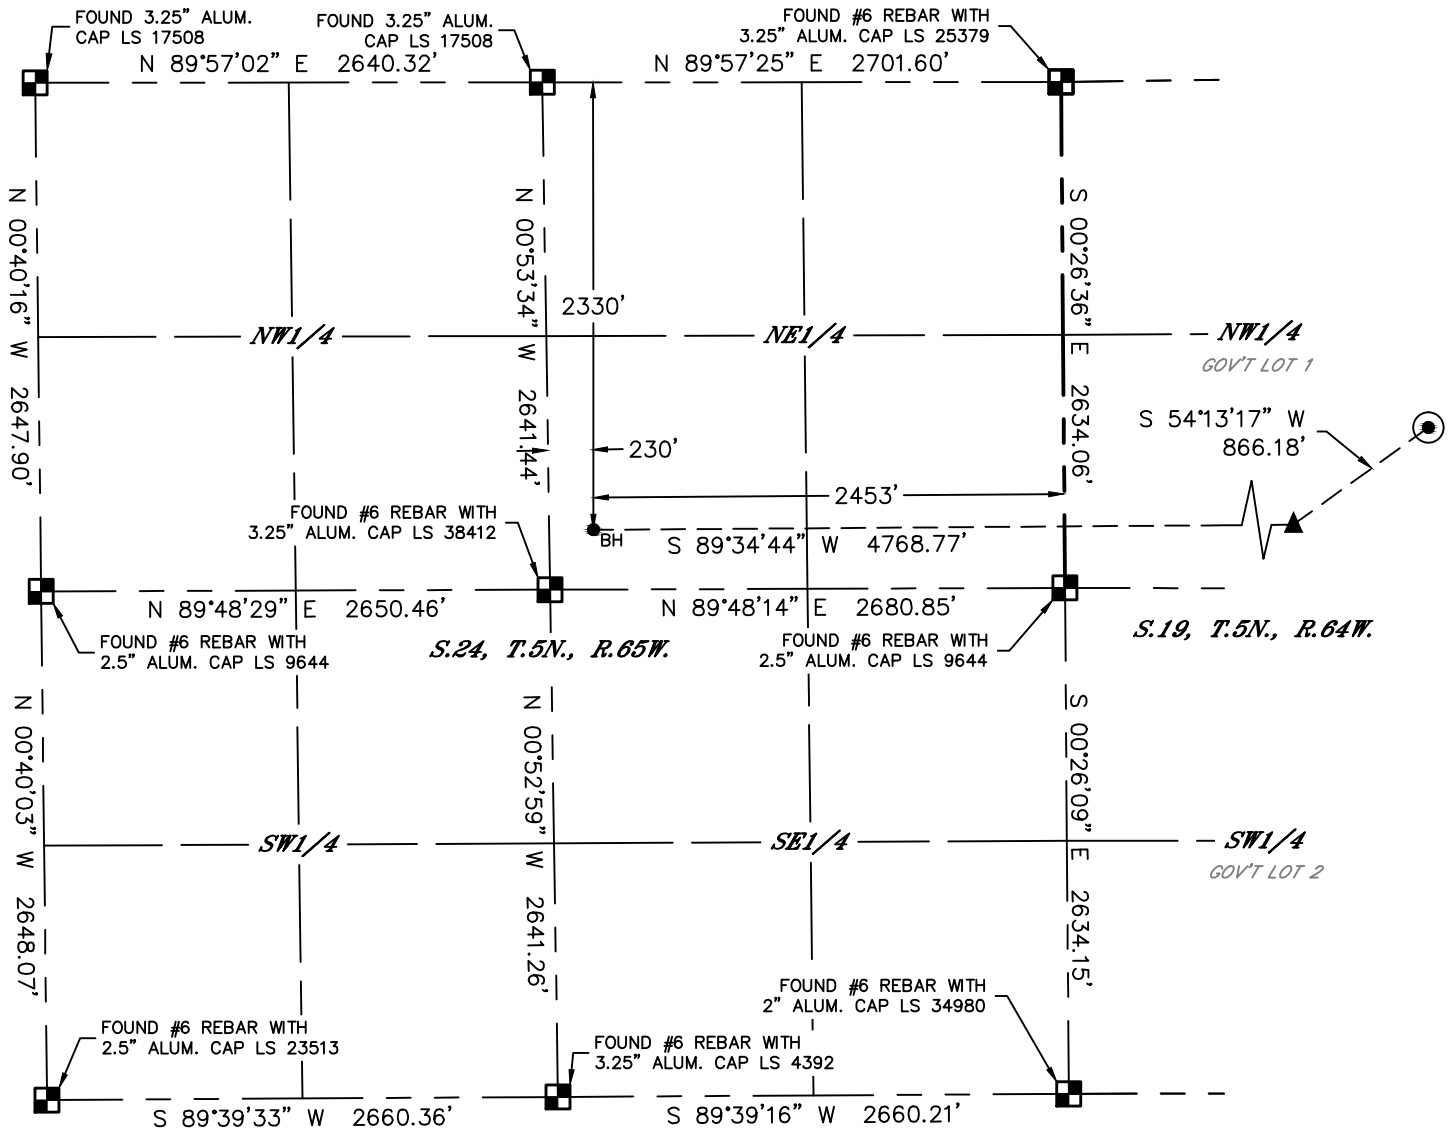 FOUND 3.25" ALUM.
CAP LS 17508
FOUND 3.25" ALUM.
CAP LS 17508
FOUND #6 REBAR WITH
3.25" ALUM. CAP LS 25379
N 89°57'02" E 2640.32'
N 89°57'25" E 2701.60'
N 00°40'16" W 2647.90'
N 00°53'34" W 2641.44'
S 00°26'36" E 2634.06'
2330'
NW1/4
NE1/4
NW1/4
GOV'T LOT 1
S 54°13'17" W
866.18'
230'
2453'
FOUND #6 REBAR WITH
3.25" ALUM. CAP LS 38412
BH
S 89°34'44" W 4768.77'
N 89°48'29" E 2650.46'
N 89°48'14" E 2680.85'
FOUND #6 REBAR WITH
2.5" ALUM. CAP LS 9644
S.24, T.5N., R.65W.
FOUND #6 REBAR WITH
2.5" ALUM. CAP LS 9644
S.19, T.5N., R.64W.
N 00°40'03" W 2648.07'
N 00°52'59" W 2641.26'
S 00°26'09" E 2634.15'
SW1/4
SE1/4
SW1/4
GOV'T LOT 2
FOUND #6 REBAR WITH
2" ALUM. CAP LS 34980
FOUND #6 REBAR WITH
2.5" ALUM. CAP LS 23513
FOUND #6 REBAR WITH
3.25" ALUM. CAP LS 4392
S 89°39'33" W 2660.36'
S 89°39'16" W 2660.21'